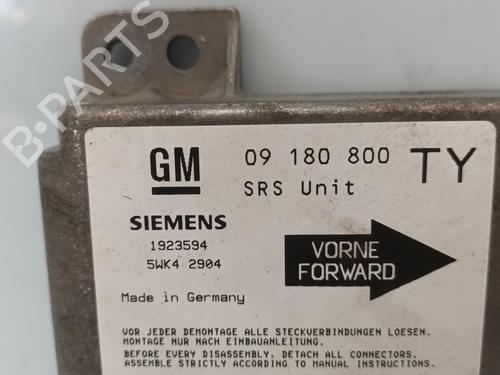 B-PARTS
GM 09 180 800 TY
SRS Unit
SIEMENS
1923594
5WK4 2904
VORNE
FORWARD
Made in Germany
VOR JEDER DEMONTAGE ALLE STECKVERBINDUNGEN LOESEN.
MONTAGE NUR NACH EINBAUANLEITUNG.
BEFORE EVERY DISASSEMBLY, DETACH ALL CONNECTORS.
ASSEMBLE STRICTLY ACCORDING TO MANUAL INSTRUCTIONS.